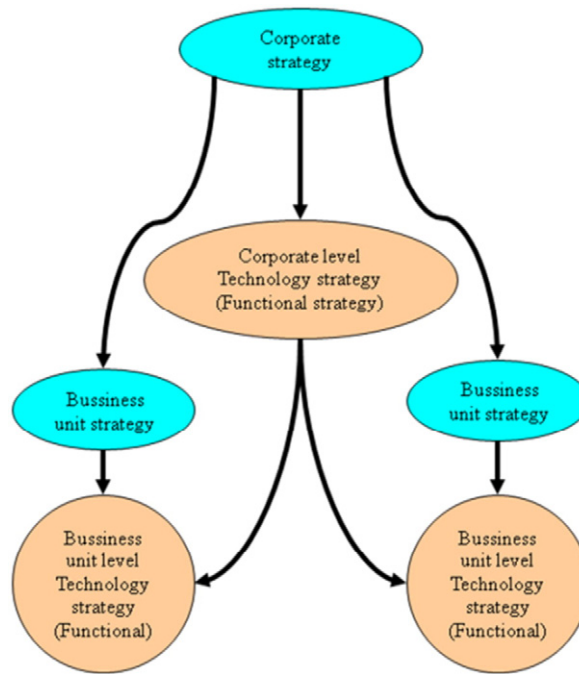 Corporate
strategy
Corporate level
Technology strategy
(Functional strategy)
Bussiness
unit strategy
Bussiness
unit strategy
Bussiness
unit level
Technology
strategy
(Functional)
Bussiness
unit level
Technology
strategy
(Functional)